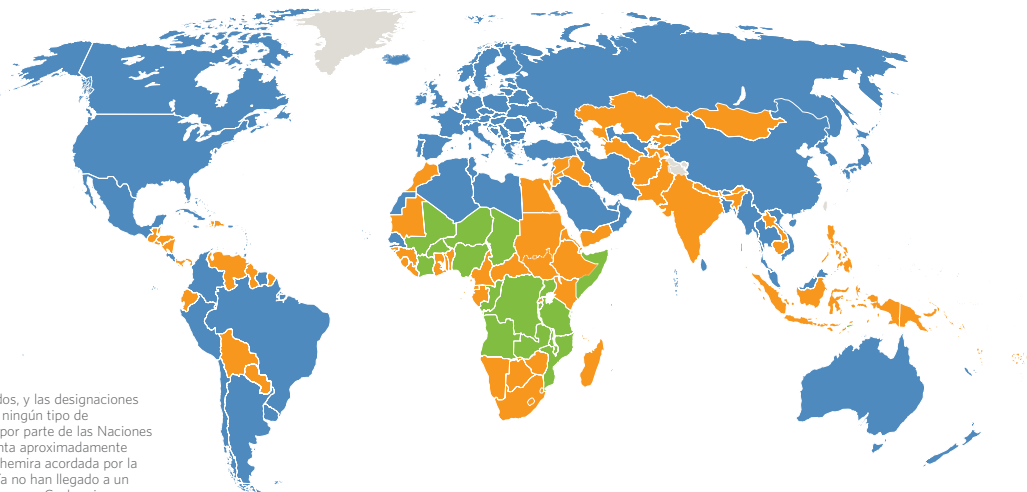 dos, y las designaciones
ningún tipo de
por parte de las Naciones
nta aproximadamente
hemira acordada por la
ía no han llegado a un